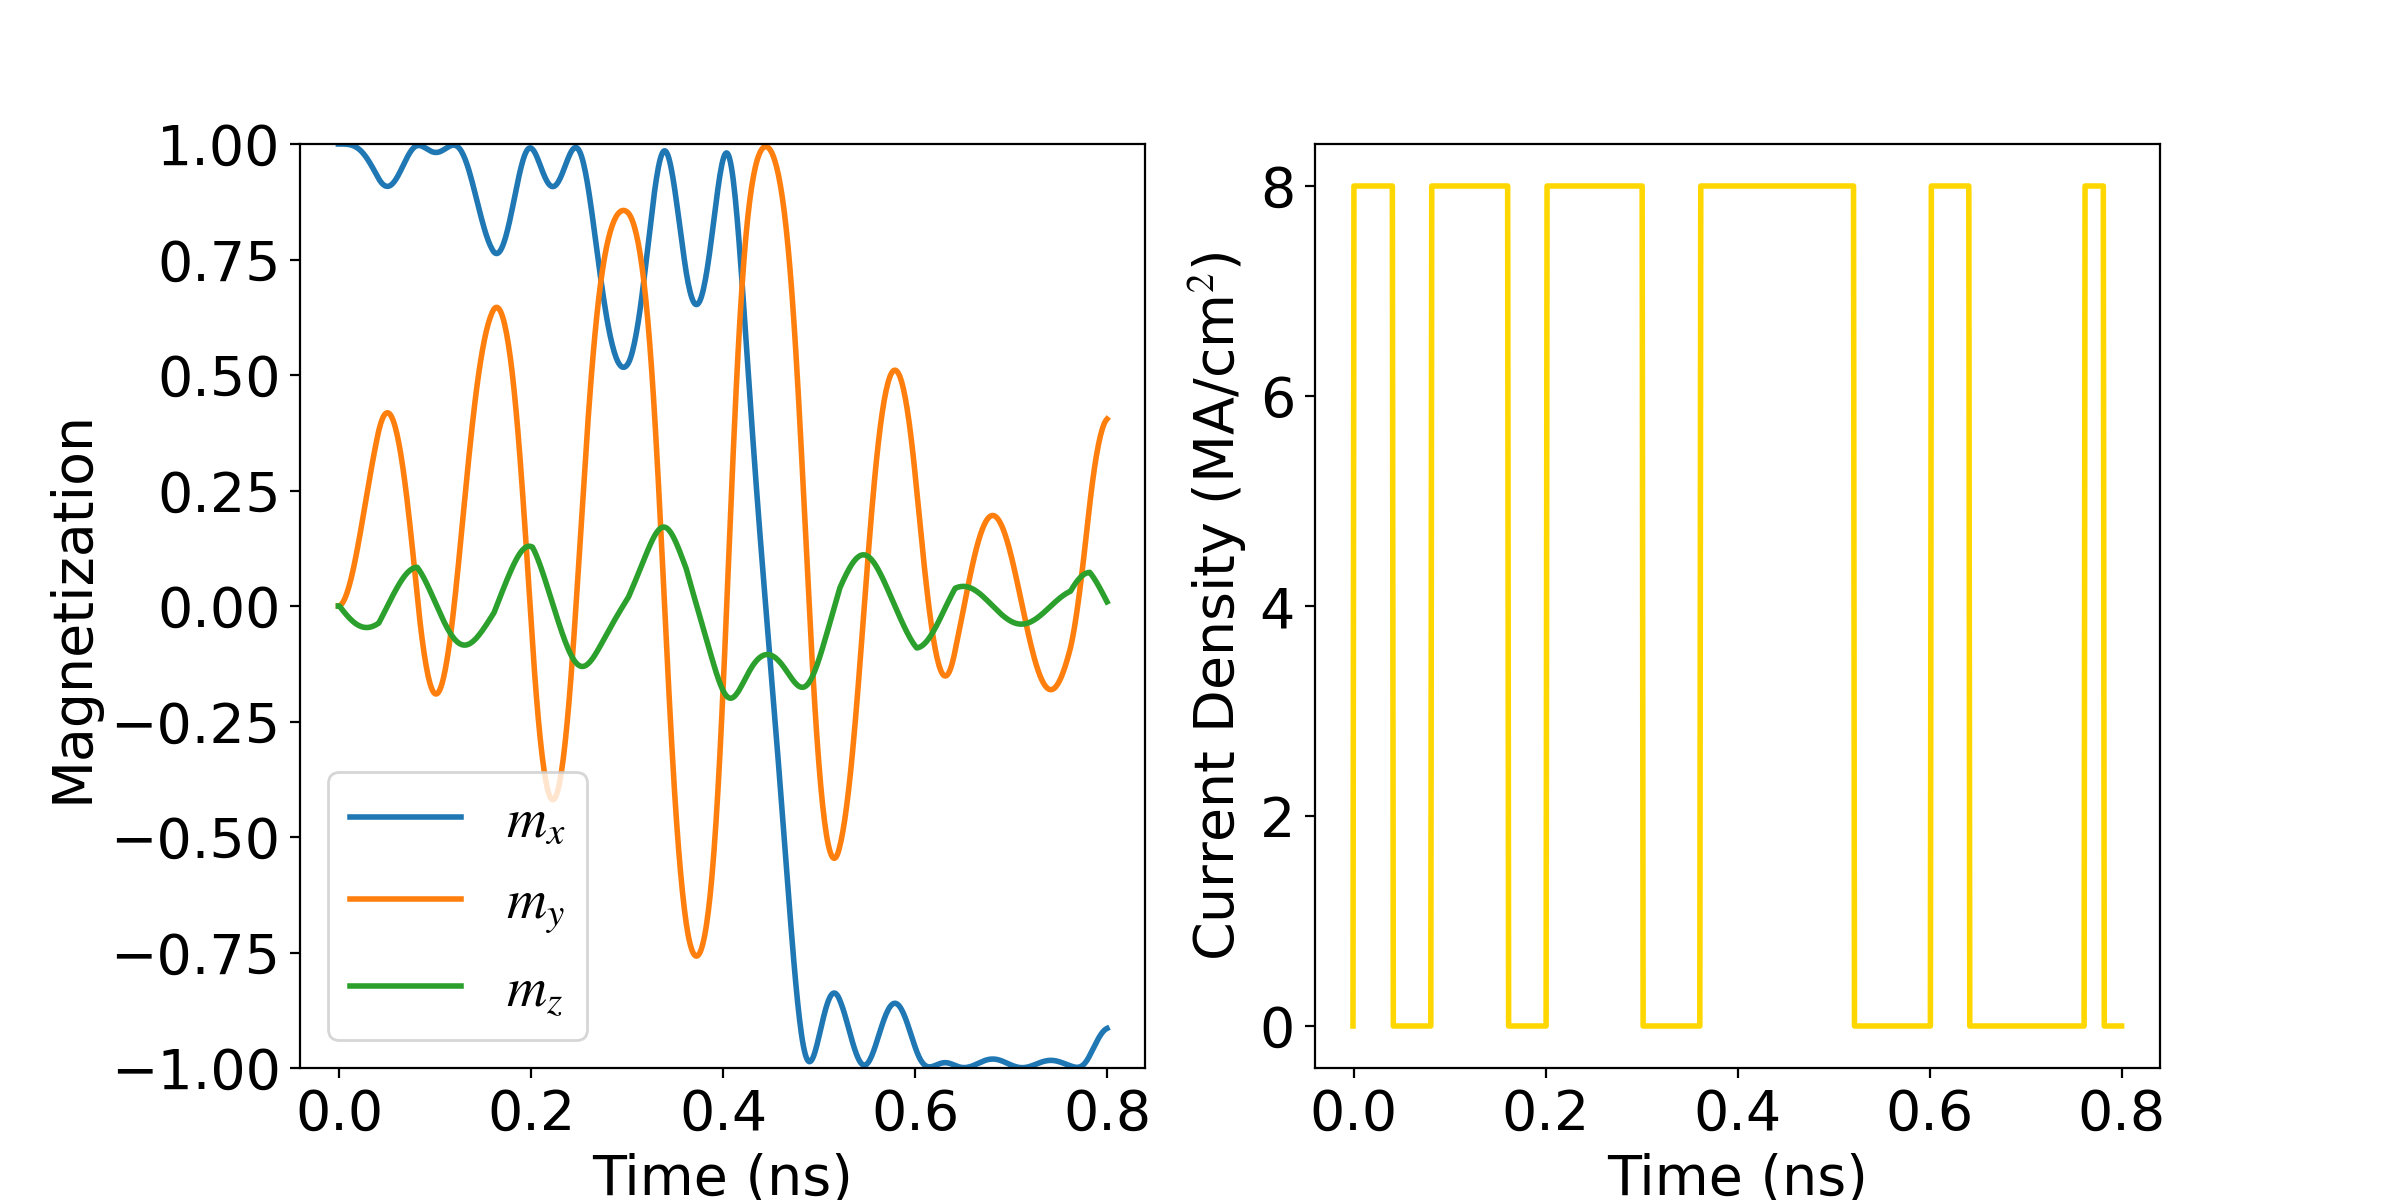 1.00
0.75
0.50
0.25
0.00
−0.25
−0.50
−0.75
−1.00
Magnetization
m_x
m_y
m_z
0.0 0.2 0.4 0.6 0.8
Time (ns)
8
6
4
2
0
Current Density (MA/cm²)
0.0 0.2 0.4 0.6 0.8
Time (ns)